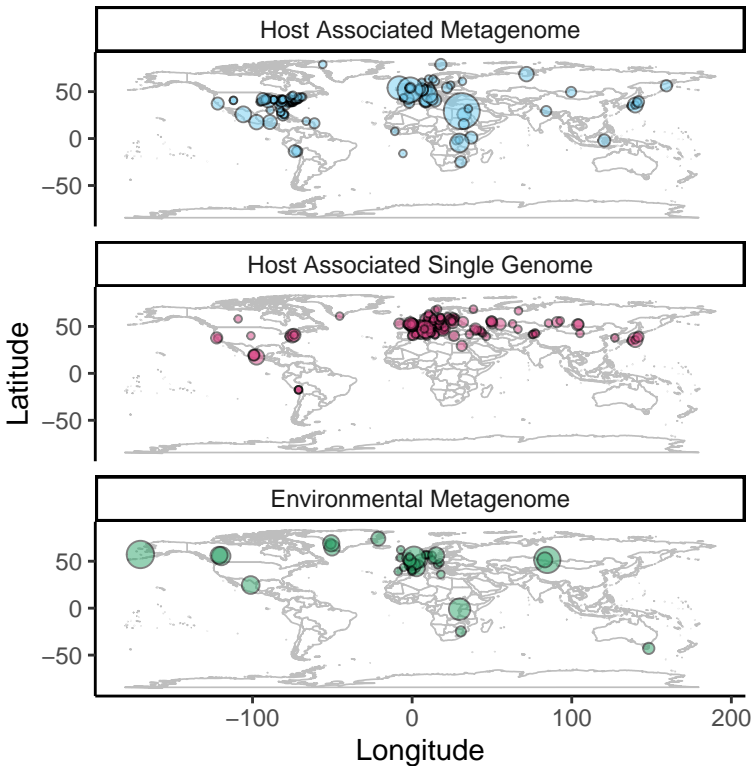 Host Associated Metagenome
50
0
−50
Host Associated Single Genome
50
0
−50
Latitude
Environmental Metagenome
50
0
−50
−100 0 100 200
Longitude